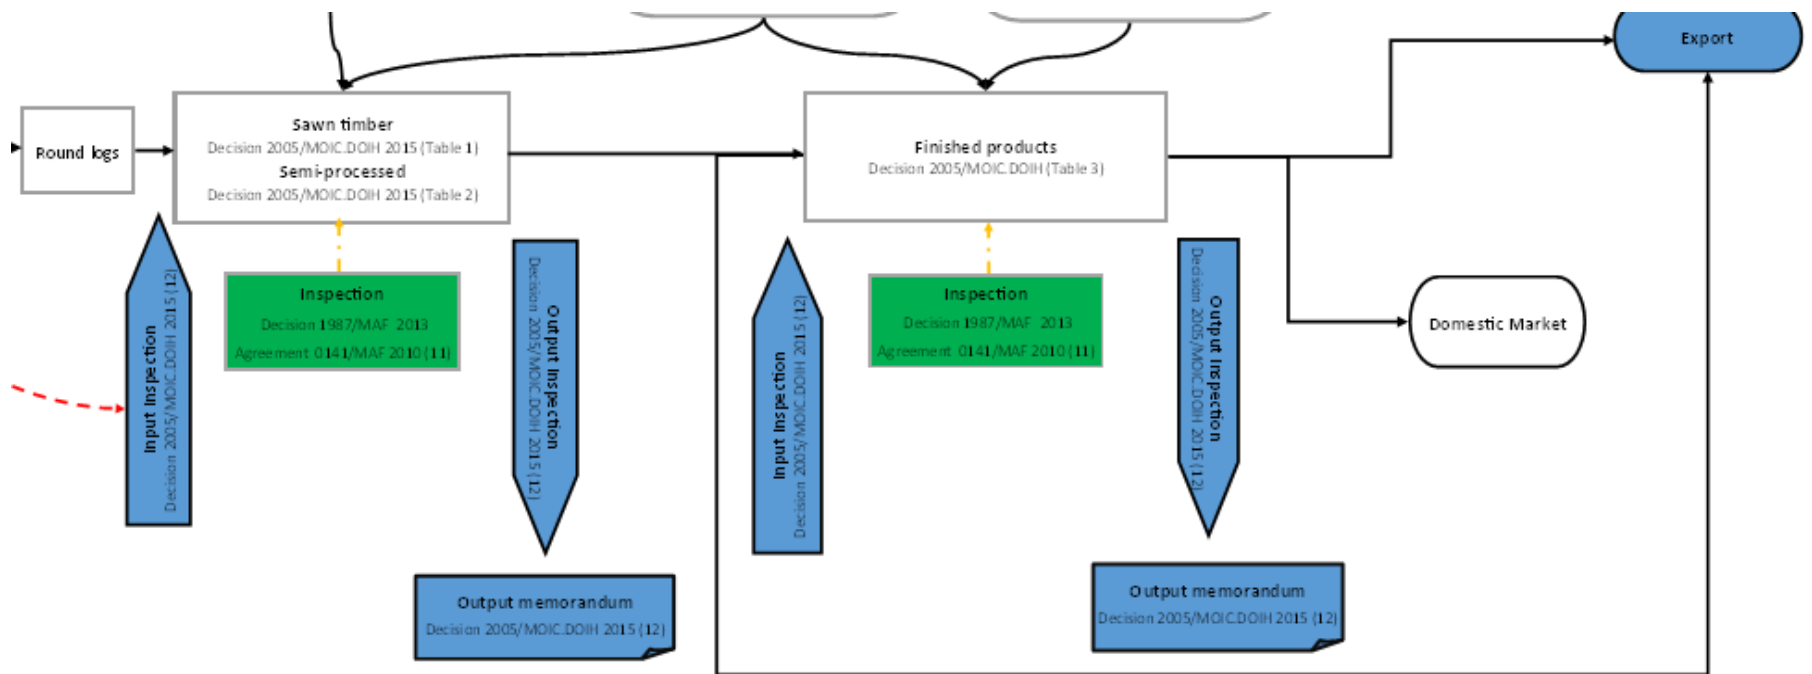 Export
Round logs
Sawn timber
Decision 2005/MOIC.DOIH 2015 (Table 1)
Semi-processed
Decision 2005/MOIC.DOIH 2015 (Table 2)
Finished products
Decision 2005/MOIC.DOIH (Table 3)
Input Inspection
Decision 2005/MOIC.DOIH 2015 (12)
Inspection
Decision 1987/MAF 2013
Agreement 0141/MAF 2010 (11)
Output Inspection
Decision 2005/MOIC.DOIH 2015 (12)
Input Inspection
Decision 2005/MOIC.DOIH 2015 (12)
Inspection
Decision 1987/MAF 2013
Agreement 0141/MAF 2010 (11)
Output Inspection
Decision 2005/MOIC.DOIH 2015 (12)
Domestic Market
Output memorandum
Decision 2005/MOIC.DOIH 2015 (12)
Output memorandum
Decision 2005/MOIC.DOIH 2015 (12)